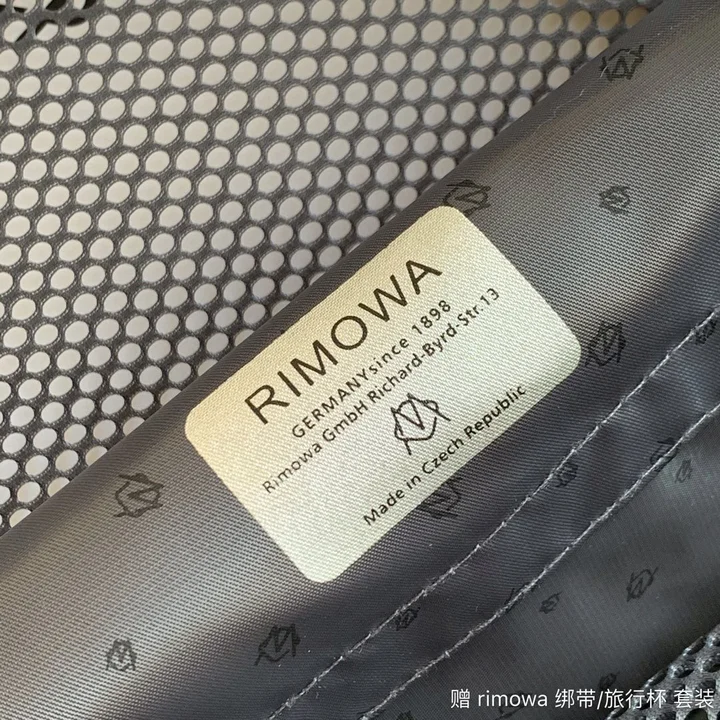 RIMOWA
GERMANYsince 1898
Rimowa GmbH Richard-Byrd-Str.13
Made in Czech Republic
赠 rimowa 绑带/旅行杯 套装